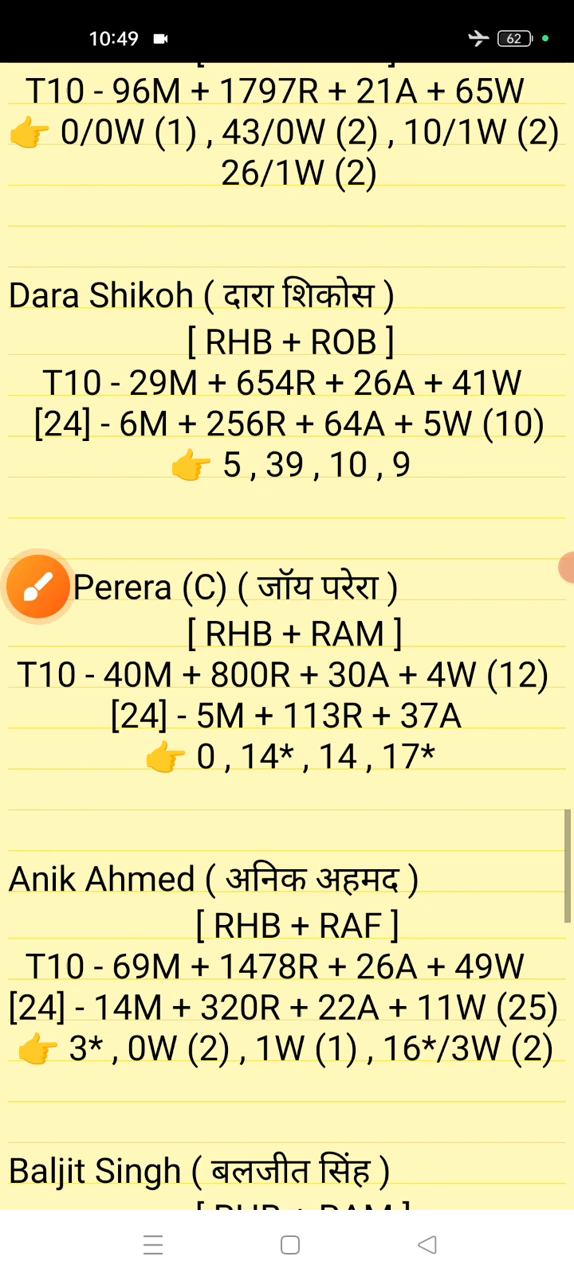 10:49
62
T10 - 96M + 1797R + 21A + 65W
👉 0/0W (1) , 43/0W (2) , 10/1W (2)
26/1W (2)
Dara Shikoh ( दारा शिकोस )
[ RHB + ROB ]
T10 - 29M + 654R + 26A + 41W
[24] - 6M + 256R + 64A + 5W (10)
👉 5 , 39 , 10 , 9
Perera (C) ( जॉय परेरा )
[ RHB + RAM ]
T10 - 40M + 800R + 30A + 4W (12)
[24] - 5M + 113R + 37A
👉 0 , 14* , 14 , 17*
Anik Ahmed ( अनिक अहमद )
[ RHB + RAF ]
T10 - 69M + 1478R + 26A + 49W
[24] - 14M + 320R + 22A + 11W (25)
👉 3* , 0W (2) , 1W (1) , 16*/3W (2)
Baljit Singh ( बलजीत सिंह )